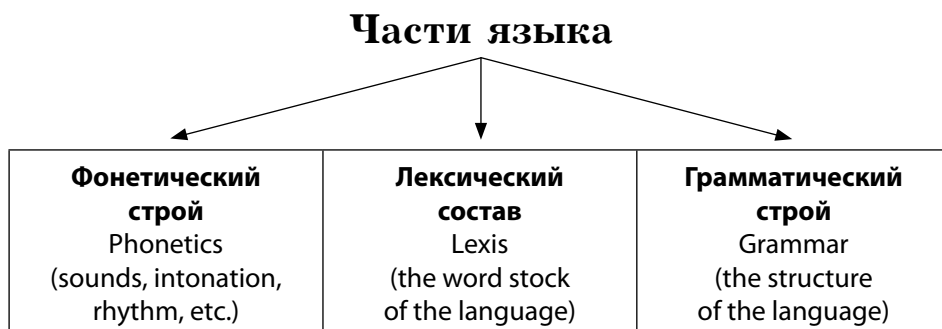 Части языка
Фонетический
строй
Phonetics
(sounds, intonation,
rhythm, etc.)
Лексический
состав
Lexis
(the word stock
of the language)
Грамматический
строй
Grammar
(the structure
of the language)